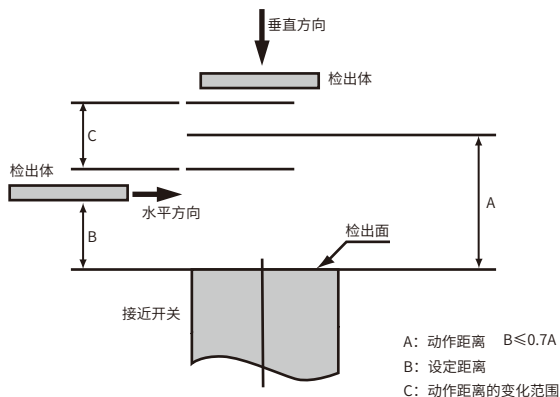 垂直方向
检出体
C
检出体
水平方向
A
B
检出面
接近开关
A：动作距离 B≤0.7A
B：设定距离
C：动作距离的变化范围